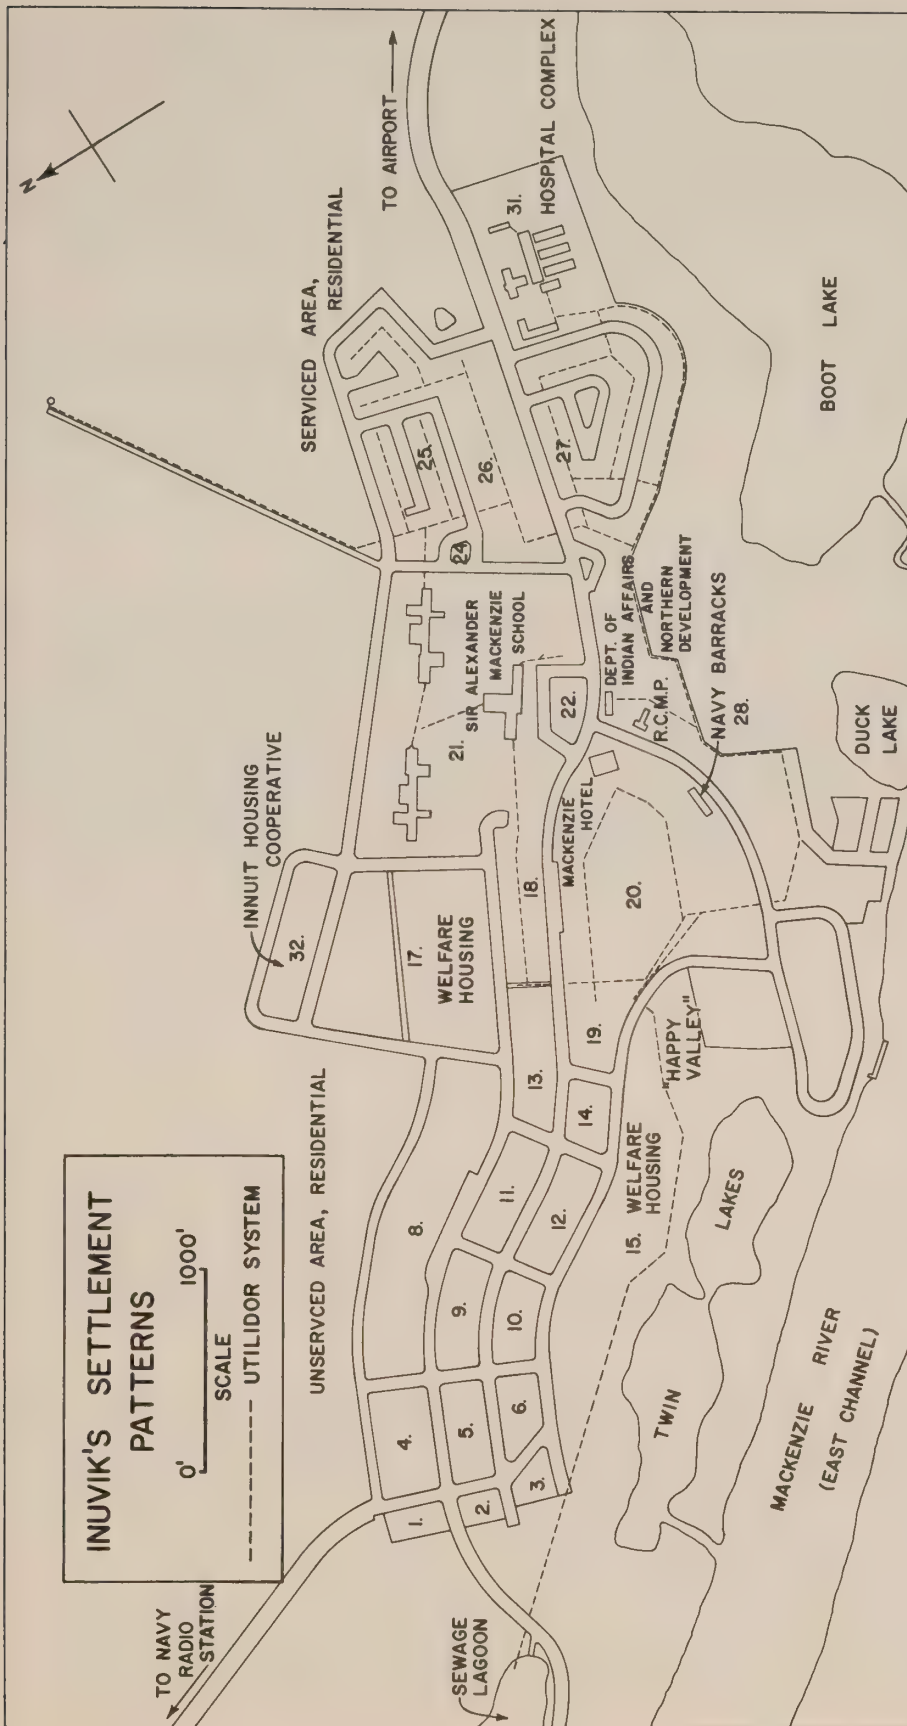 INUVIK'S SETTLEMENT
PATTERNS
0' 1000'
SCALE
UTILIDOR SYSTEM
N
TO NAVY
RADIO
STATION
SEWAGE
LAGOON
UNSERVCED AREA, RESIDENTIAL
INNUIT HOUSING
COOPERATIVE
SERVICED AREA,
RESIDENTIAL
TO AIRPORT
HOSPITAL COMPLEX
1.
2.
3.
4.
5.
6.
8.
9.
10.
11.
12.
13.
14.
15. WELFARE
HOUSING
"HAPPY
VALLEY"
17.
WELFARE
HOUSING
18.
19.
20.
MACKENZIE
HOTEL
21.
SIR ALEXANDER
MACKENZIE
SCHOOL
22.
24.
25.
26.
27.
DEPT. OF
INDIAN AFFAIRS
AND
NORTHERN
DEVELOPMENT
R.C.M.P.
NAVY BARRACKS
28.
31.
32.
TWIN
LAKES
DUCK
LAKE
BOOT LAKE
MACKENZIE RIVER
(EAST CHANNEL)